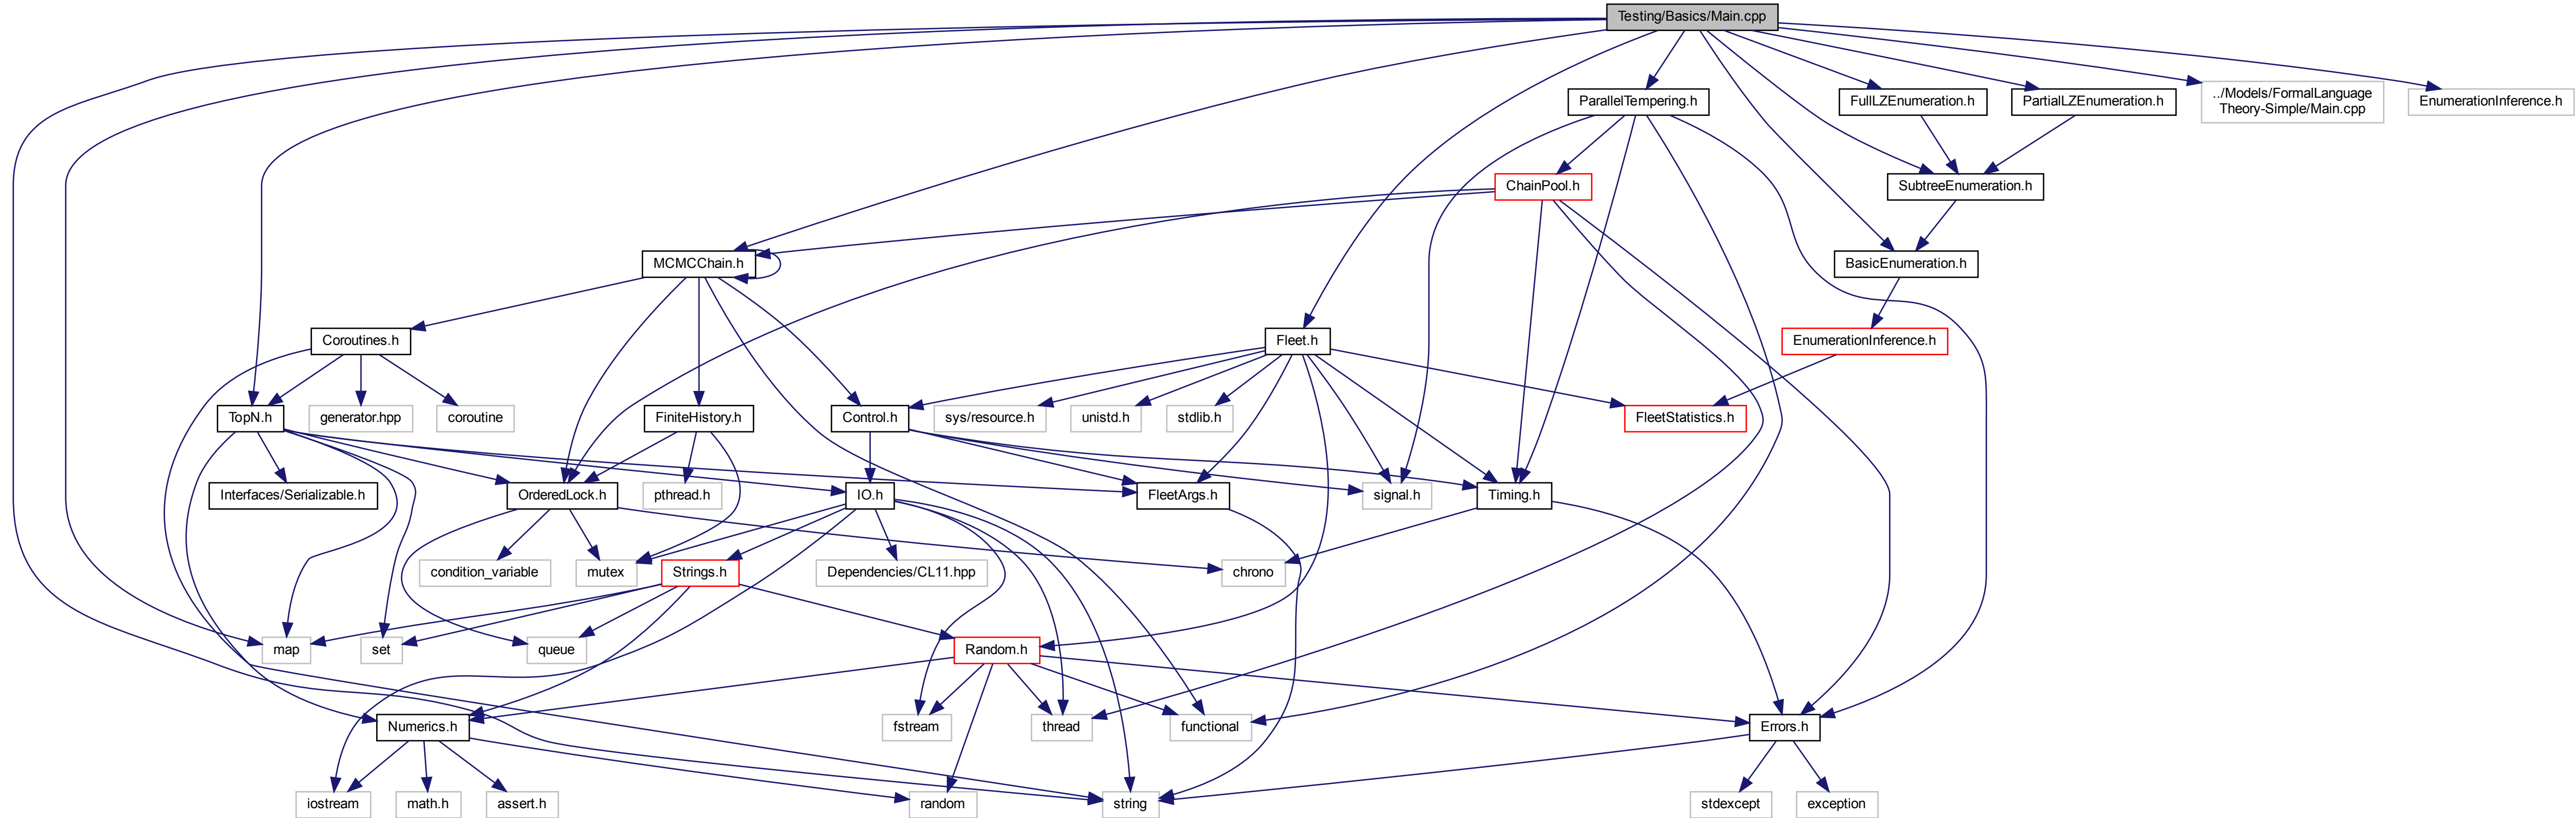 Testing/Basics/Main.cpp
ParallelTempering.h
FullLZEnumeration.h
PartialLZEnumeration.h
../Models/FormalLanguage
Theory-Simple/Main.cpp
EnumerationInference.h
ChainPool.h
SubtreeEnumeration.h
MCMCChain.h
BasicEnumeration.h
Coroutines.h
Fleet.h
EnumerationInference.h
TopN.h
generator.hpp
coroutine
FiniteHistory.h
Control.h
sys/resource.h
unistd.h
stdlib.h
FleetStatistics.h
Interfaces/Serializable.h
OrderedLock.h
pthread.h
IO.h
FleetArgs.h
signal.h
Timing.h
condition_variable
mutex
Strings.h
Dependencies/CL11.hpp
chrono
map
set
queue
Random.h
Numerics.h
fstream
thread
functional
Errors.h
iostream
math.h
assert.h
random
string
stdexcept
exception